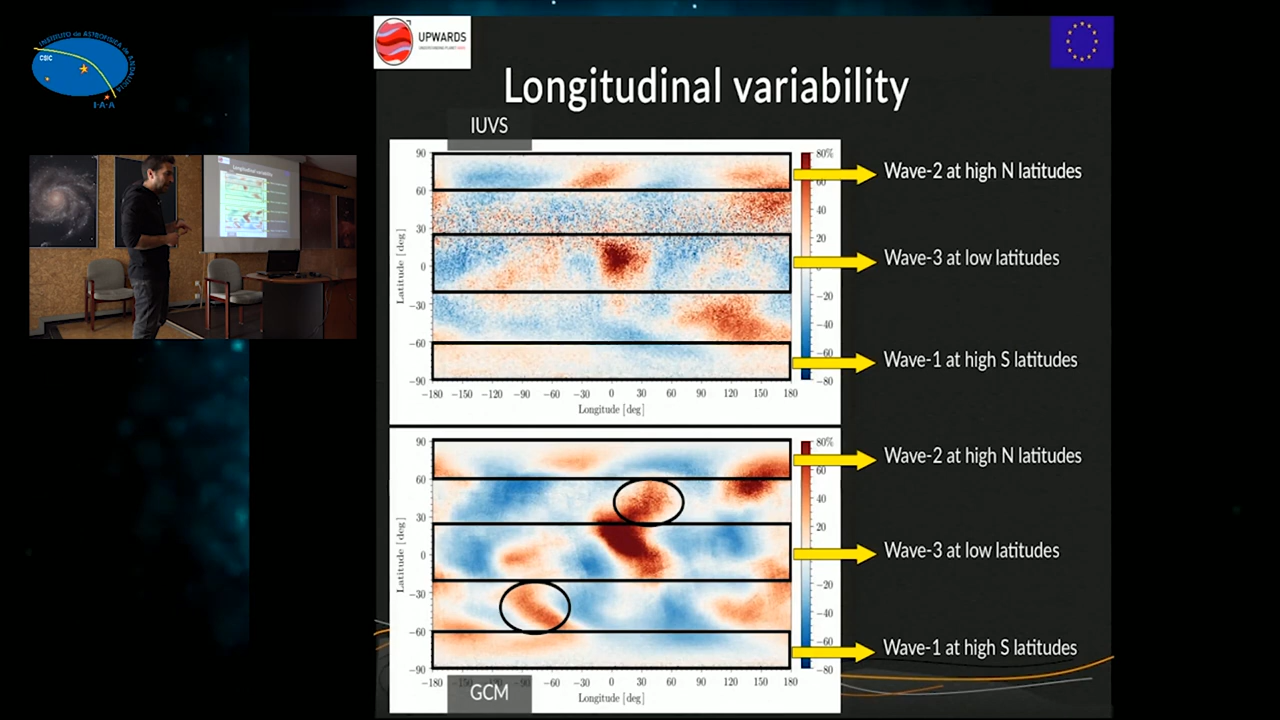 INSTITUTO de ASTROFÍSICA de ANDALUCÍA
CSIC
I-A-A
UPWARDS
UNDERSTANDING PLANET MARS
Longitudinal variability
IUVS
90
60
30
0
−30
−60
−90
Latitude [deg]
−180 −150 −120 −90 −60 −30 0 30 60 90 120 150 180
Longitude [deg]
80%
60
40
20
0
−20
−40
−60
−80
Wave-2 at high N latitudes
Wave-3 at low latitudes
Wave-1 at high S latitudes
90
60
30
0
−30
−60
−90
Latitude [deg]
−180 −150 −60 −30 0 30 60 90 120 150 180
Longitude [deg]
80%
60
40
20
−20
−40
−60
−80
Wave-2 at high N latitudes
Wave-3 at low latitudes
Wave-1 at high S latitudes
GCM
Longitudinal variability